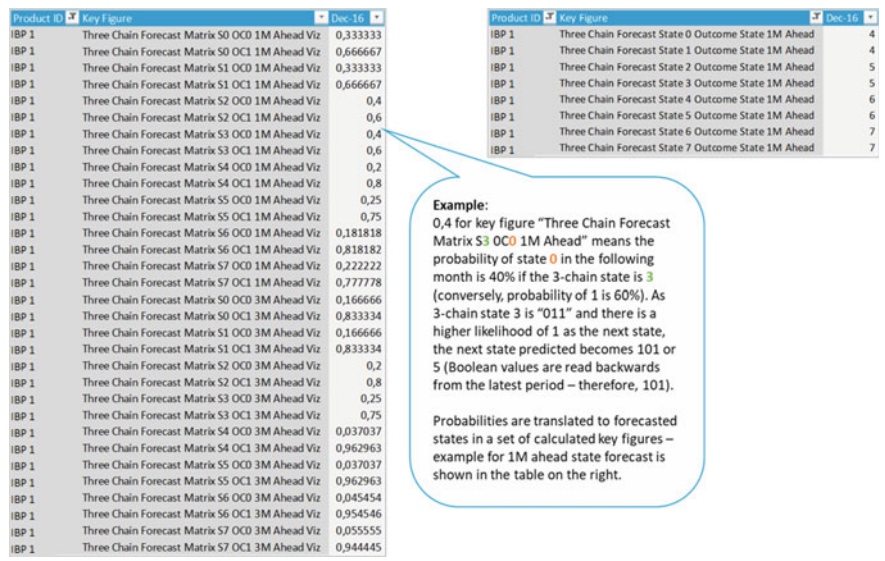 Product ID Key Figure Dec-16
IBP 1 Three Chain Forecast Matrix S0 OC0 1M Ahead Viz 0,333333
IBP 1 Three Chain Forecast Matrix S0 OC1 1M Ahead Viz 0,666667
IBP 1 Three Chain Forecast Matrix S1 OC0 1M Ahead Viz 0,333333
IBP 1 Three Chain Forecast Matrix S1 OC1 1M Ahead Viz 0,666667
IBP 1 Three Chain Forecast Matrix S2 OC0 1M Ahead Viz 0,4
IBP 1 Three Chain Forecast Matrix S2 OC1 1M Ahead Viz 0,6
IBP 1 Three Chain Forecast Matrix S3 OC0 1M Ahead Viz 0,4
IBP 1 Three Chain Forecast Matrix S3 OC1 1M Ahead Viz 0,6
IBP 1 Three Chain Forecast Matrix S4 OC0 1M Ahead Viz 0,2
IBP 1 Three Chain Forecast Matrix S4 OC1 1M Ahead Viz 0,8
IBP 1 Three Chain Forecast Matrix S5 OC0 1M Ahead Viz 0,25
IBP 1 Three Chain Forecast Matrix S5 OC1 1M Ahead Viz 0,75
IBP 1 Three Chain Forecast Matrix S6 OC0 1M Ahead Viz 0,181818
IBP 1 Three Chain Forecast Matrix S6 OC1 1M Ahead Viz 0,818182
IBP 1 Three Chain Forecast Matrix S7 OC0 1M Ahead Viz 0,222222
IBP 1 Three Chain Forecast Matrix S7 OC1 1M Ahead Viz 0,777778
IBP 1 Three Chain Forecast Matrix S0 OC0 3M Ahead Viz 0,166666
IBP 1 Three Chain Forecast Matrix S0 OC1 3M Ahead Viz 0,833334
IBP 1 Three Chain Forecast Matrix S1 OC0 3M Ahead Viz 0,166666
IBP 1 Three Chain Forecast Matrix S1 OC1 3M Ahead Viz 0,833334
IBP 1 Three Chain Forecast Matrix S2 OC0 3M Ahead Viz 0,2
IBP 1 Three Chain Forecast Matrix S2 OC1 3M Ahead Viz 0,8
IBP 1 Three Chain Forecast Matrix S3 OC0 3M Ahead Viz 0,25
IBP 1 Three Chain Forecast Matrix S3 OC1 3M Ahead Viz 0,75
IBP 1 Three Chain Forecast Matrix S4 OC0 3M Ahead Viz 0,037037
IBP 1 Three Chain Forecast Matrix S4 OC1 3M Ahead Viz 0,962963
IBP 1 Three Chain Forecast Matrix S5 OC0 3M Ahead Viz 0,037037
IBP 1 Three Chain Forecast Matrix S5 OC1 3M Ahead Viz 0,962963
IBP 1 Three Chain Forecast Matrix S6 OC0 3M Ahead Viz 0,045454
IBP 1 Three Chain Forecast Matrix S6 OC1 3M Ahead Viz 0,954546
IBP 1 Three Chain Forecast Matrix S7 OC0 3M Ahead Viz 0,055555
IBP 1 Three Chain Forecast Matrix S7 OC1 3M Ahead Viz 0,944445
Product ID Key Figure Dec-16
IBP 1 Three Chain Forecast State 0 Outcome State 1M Ahead 4
IBP 1 Three Chain Forecast State 1 Outcome State 1M Ahead 4
IBP 1 Three Chain Forecast State 2 Outcome State 1M Ahead 5
IBP 1 Three Chain Forecast State 3 Outcome State 1M Ahead 5
IBP 1 Three Chain Forecast State 4 Outcome State 1M Ahead 6
IBP 1 Three Chain Forecast State 5 Outcome State 1M Ahead 6
IBP 1 Three Chain Forecast State 6 Outcome State 1M Ahead 7
IBP 1 Three Chain Forecast State 7 Outcome State 1M Ahead 7
Example:
0,4 for key figure “Three Chain Forecast
Matrix S3 0C0 1M Ahead” means the
probability of state 0 in the following
month is 40% if the 3-chain state is 3
(conversely, probability of 1 is 60%). As
3-chain state 3 is “011” and there is a
higher likelihood of 1 as the next state,
the next state predicted becomes 101 or
5 (Boolean values are read backwards
from the latest period – therefore, 101).
Probabilities are translated to forecasted
states in a set of calculated key figures –
example for 1M ahead state forecast is
shown in the table on the right.